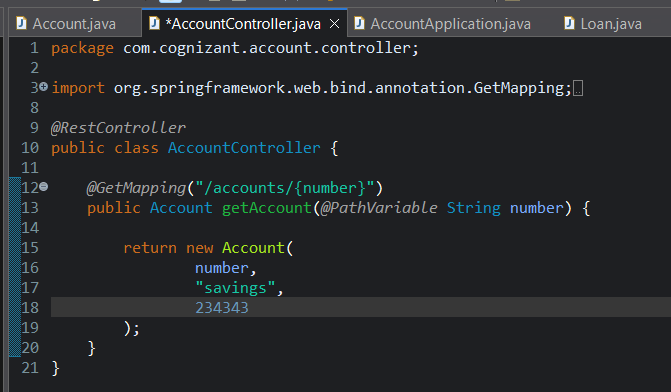 Account.java *AccountController.java AccountApplication.java Loan.java
1 package com.cognizant.account.controller;
2
3 import org.springframework.web.bind.annotation.GetMapping;
8
9 @RestController
10 public class AccountController {
11
12 @GetMapping("/accounts/{number}")
13 public Account getAccount(@PathVariable String number) {
14
15 return new Account(
16 number,
17 "savings",
18 234343
19 );
20 }
21 }